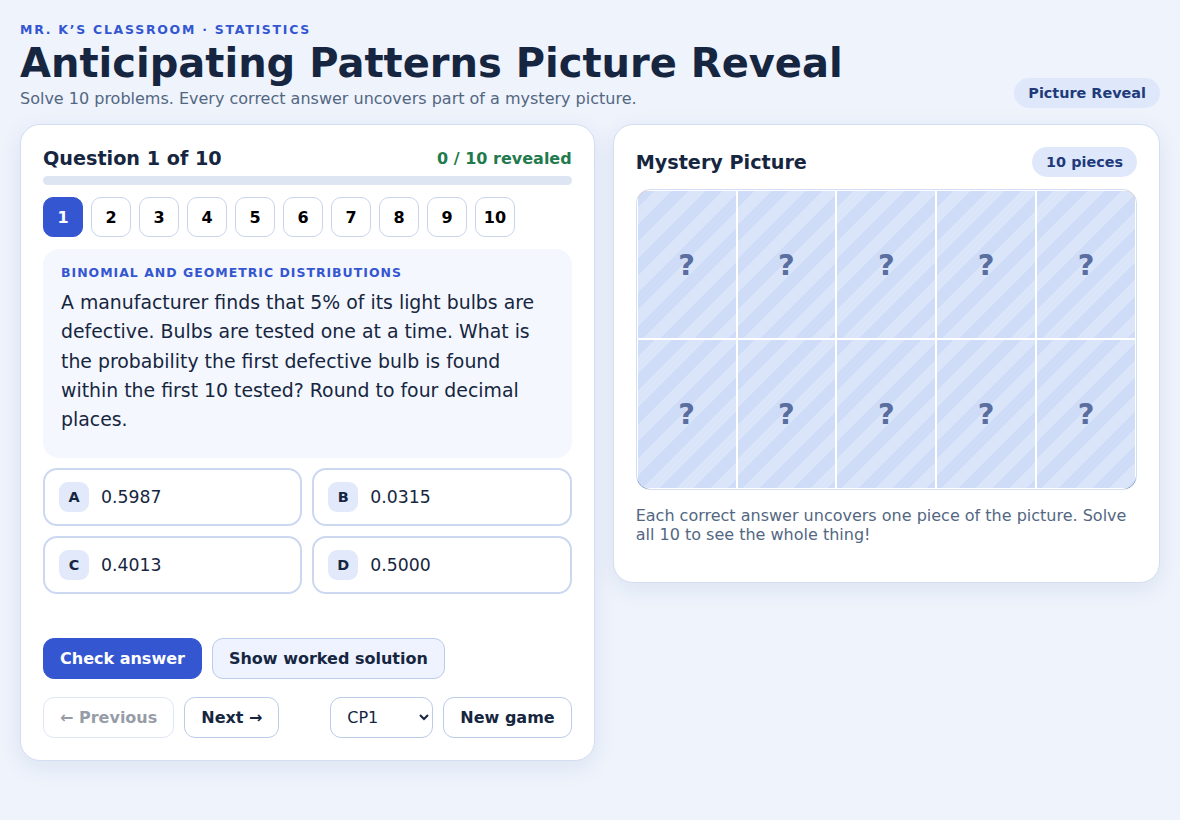 MR. K’S CLASSROOM · STATISTICS
Anticipating Patterns Picture Reveal
Solve 10 problems. Every correct answer uncovers part of a mystery picture.
Picture Reveal
Question 1 of 10
0 / 10 revealed
1 2 3 4 5 6 7 8 9 10
BINOMIAL AND GEOMETRIC DISTRIBUTIONS
A manufacturer finds that 5% of its light bulbs are
defective. Bulbs are tested one at a time. What is
the probability the first defective bulb is found
within the first 10 tested? Round to four decimal
places.
A 0.5987
B 0.0315
C 0.4013
D 0.5000
Check answer
Show worked solution
← Previous
Next →
CP1
New game
Mystery Picture
10 pieces
? ? ? ? ?
? ? ? ? ?
Each correct answer uncovers one piece of the picture. Solve
all 10 to see the whole thing!